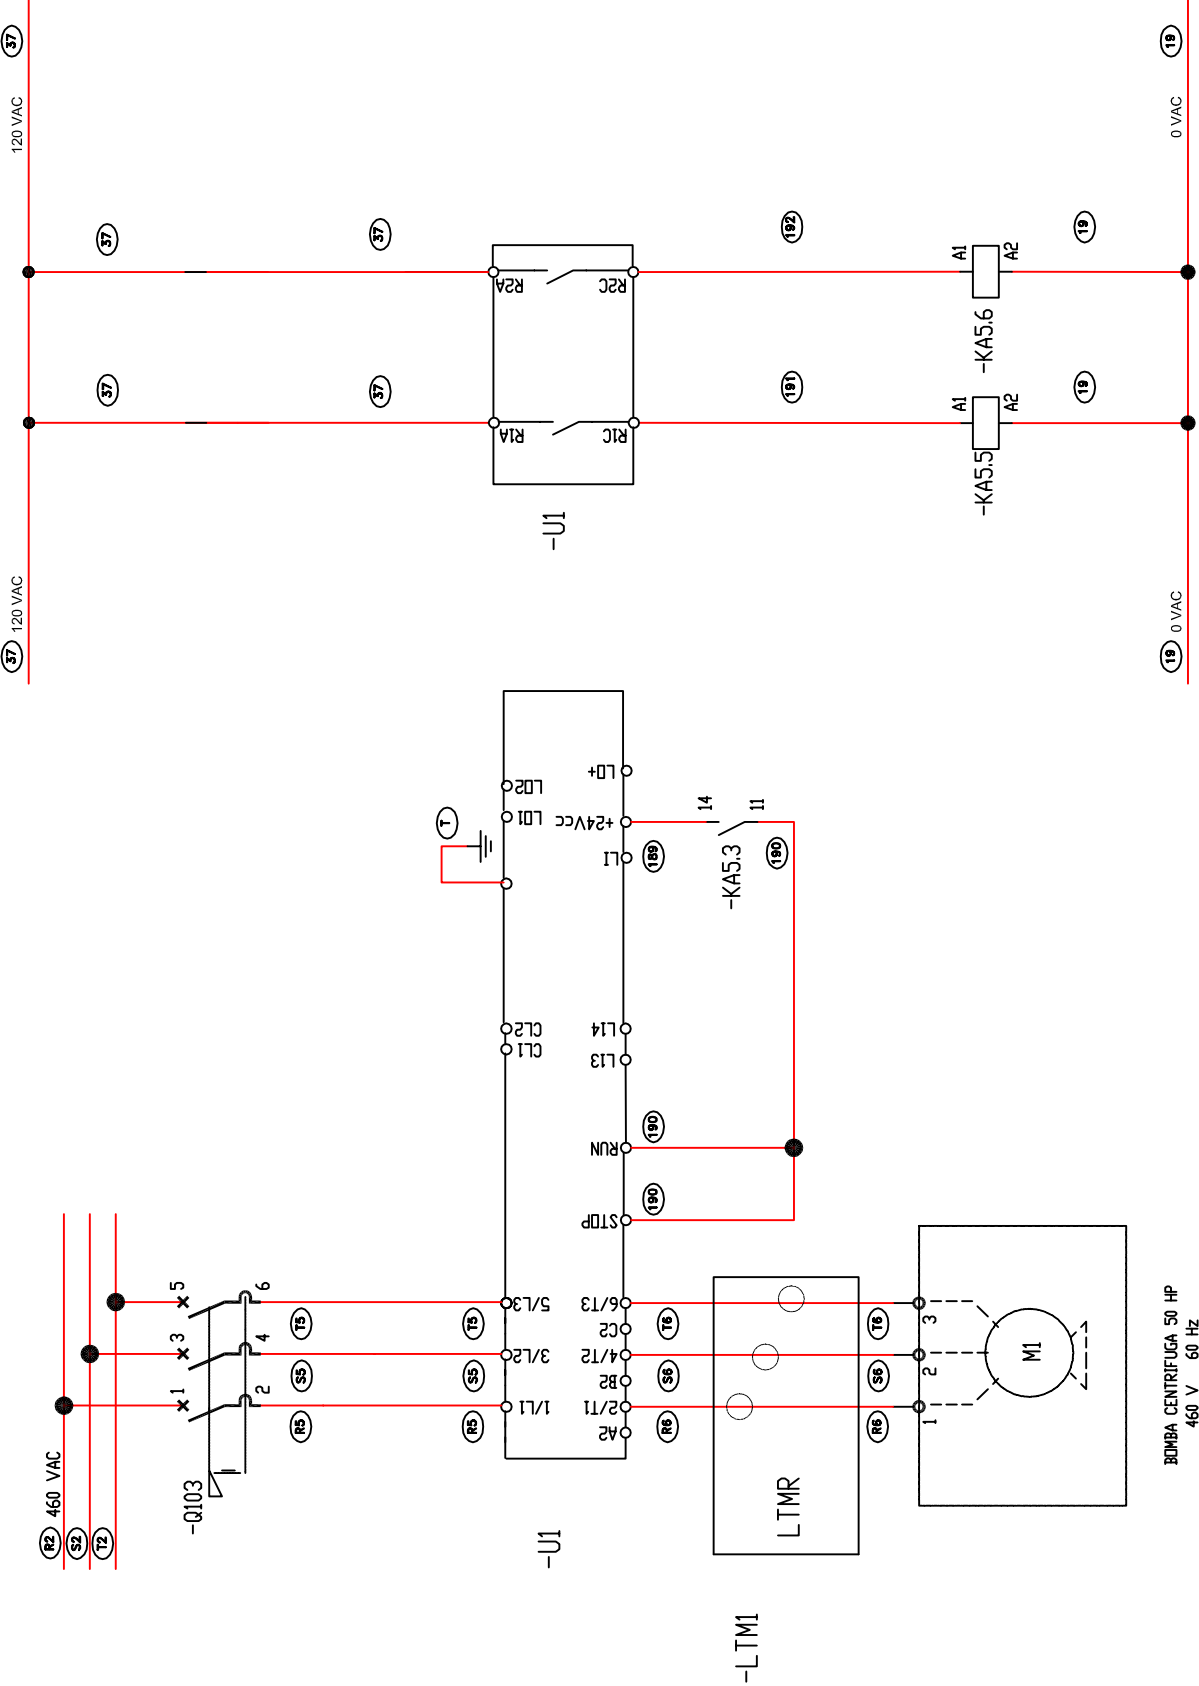 R2
460 VAC
S2
T2
-Q103
1
3
5
2
4
6
R5
S5
T5
R5
S5
T5
-U1
1/L1
3/L2
5/L3
CL1
CL2
LO1
LO2
T
A2
2/T1
B2
4/T2
C2
6/T3
STOP
RUN
L13
L14
LI
+24Vcc
LO+
R6
S6
T6
190
190
189
-KA5.3
14
11
190
-LTM1
LTMR
R6
S6
T6
1
2
3
M1
BOMBA CENTRIFUGA 50 HP
460 V 60 Hz
37
120 VAC
120 VAC
37
37
37
37
37
-U1
R1A
R2A
R1C
R2C
191
192
-KA5.5
A1
A2
-KA5.6
A1
A2
19
19
19
0 VAC
0 VAC
19